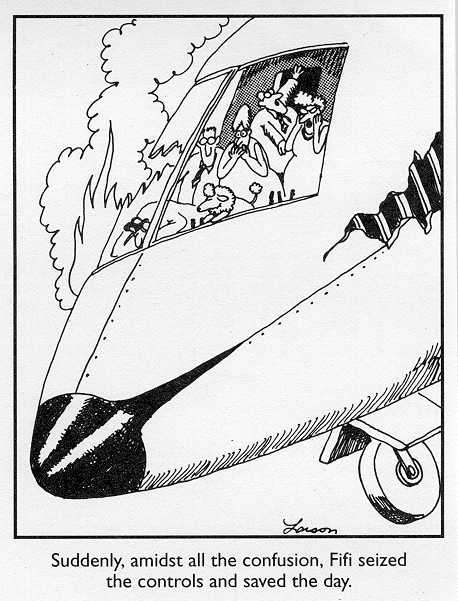 Larson
Suddenly, amidst all the confusion, Fifi seized
the controls and saved the day.